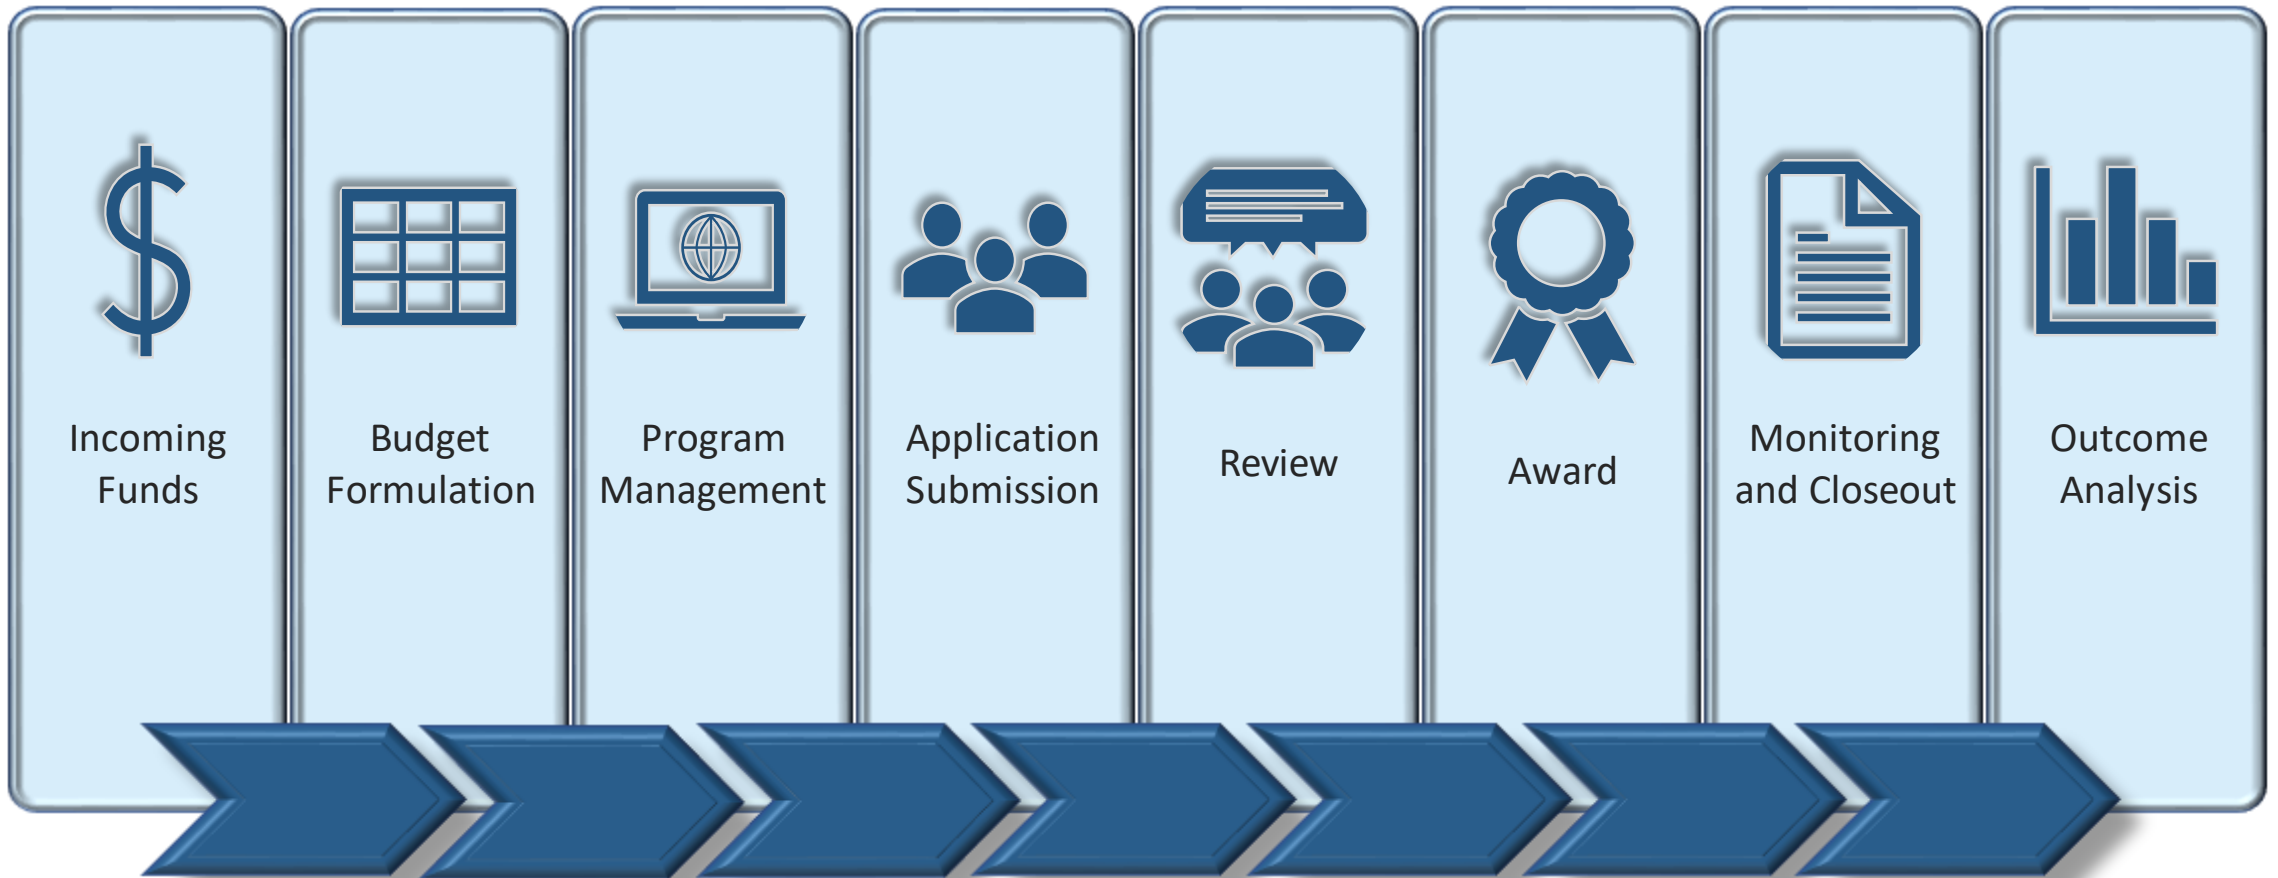 Incoming
Funds
Budget
Formulation
Program
Management
Application
Submission
Review
Award
Monitoring
and Closeout
Outcome
Analysis